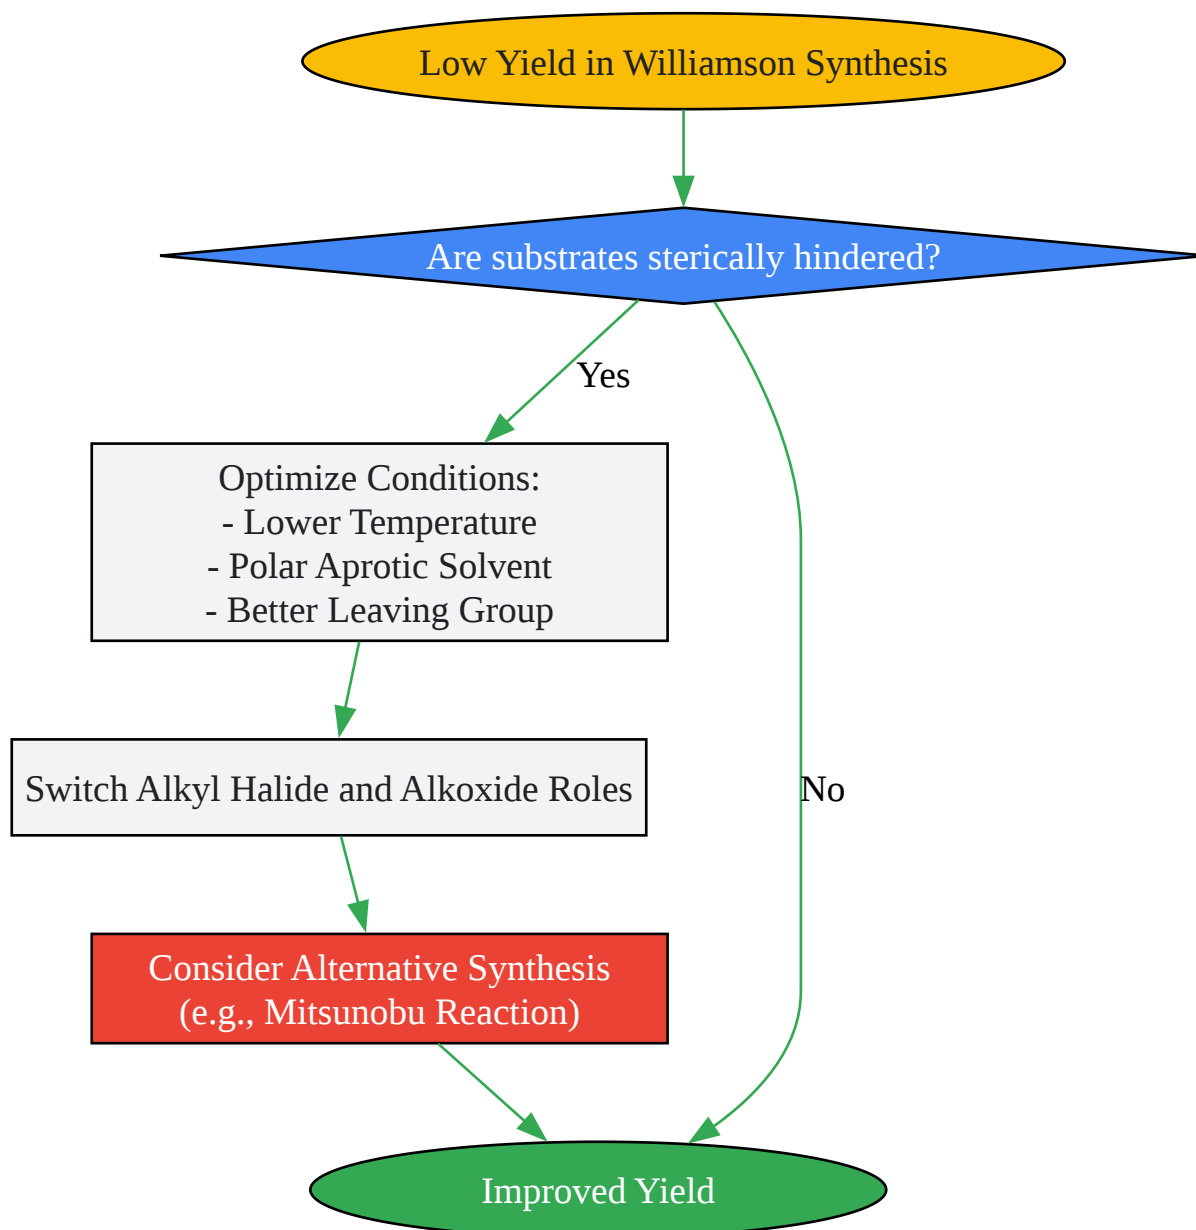 Low Yield in Williamson Synthesis
Are substrates sterically hindered?
Yes
Optimize Conditions:
- Lower Temperature
- Polar Aprotic Solvent
- Better Leaving Group
Switch Alkyl Halide and Alkoxide Roles
No
Consider Alternative Synthesis
(e.g., Mitsunobu Reaction)
Improved Yield